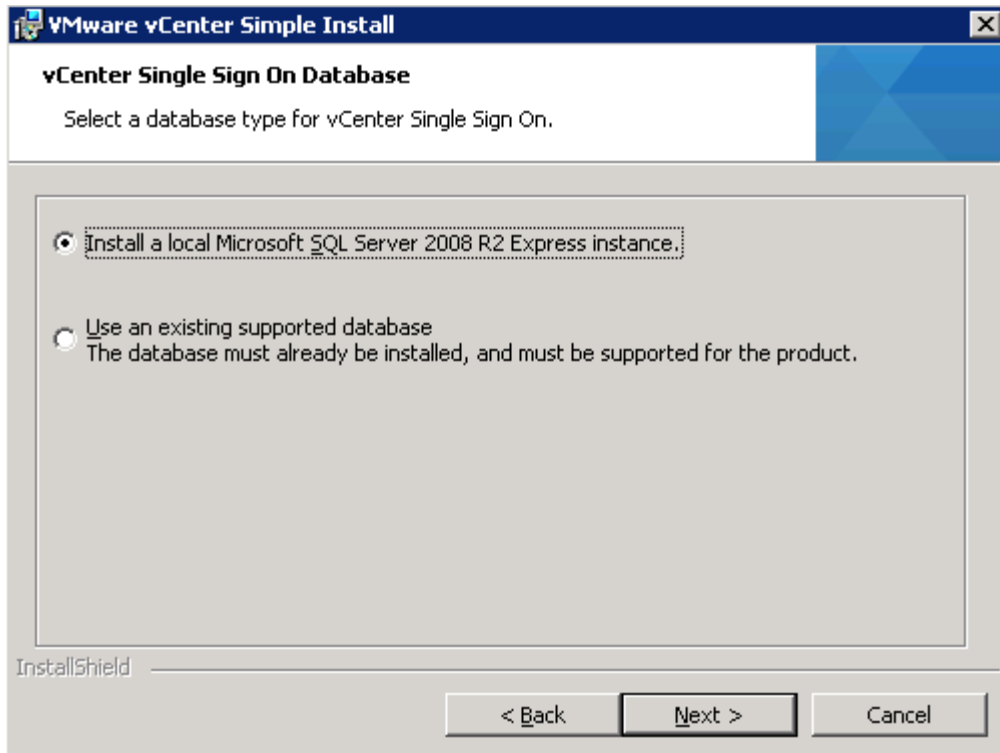 VMware vCenter Simple Install
vCenter Single Sign On Database
Select a database type for vCenter Single Sign On.
Install a local Microsoft SQL Server 2008 R2 Express instance.
Use an existing supported database
The database must already be installed, and must be supported for the product.
InstallShield
< Back
Next >
Cancel